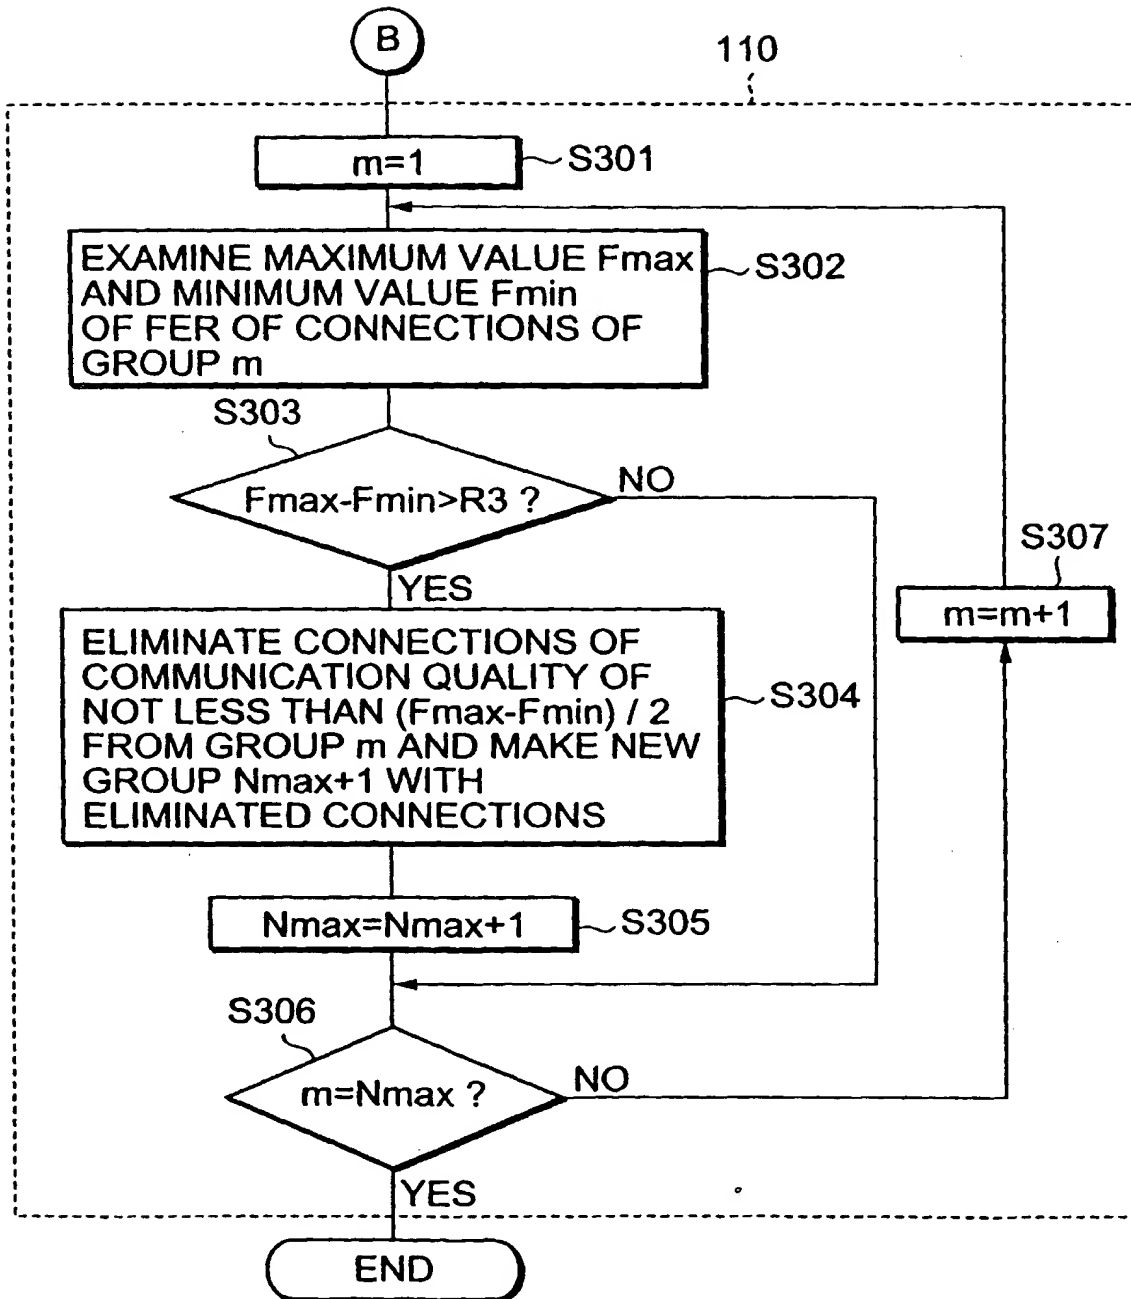 B
110
m=1
S301
EXAMINE MAXIMUM VALUE Fmax
AND MINIMUM VALUE Fmin
OF FER OF CONNECTIONS OF
GROUP m
S302
S303
Fmax-Fmin>R3 ?
NO
YES
S307
m=m+1
ELIMINATE CONNECTIONS OF
COMMUNICATION QUALITY OF
NOT LESS THAN (Fmax-Fmin) / 2
FROM GROUP m AND MAKE NEW
GROUP Nmax+1 WITH
ELIMINATED CONNECTIONS
S304
Nmax=Nmax+1
S305
S306
m=Nmax ?
NO
YES
END